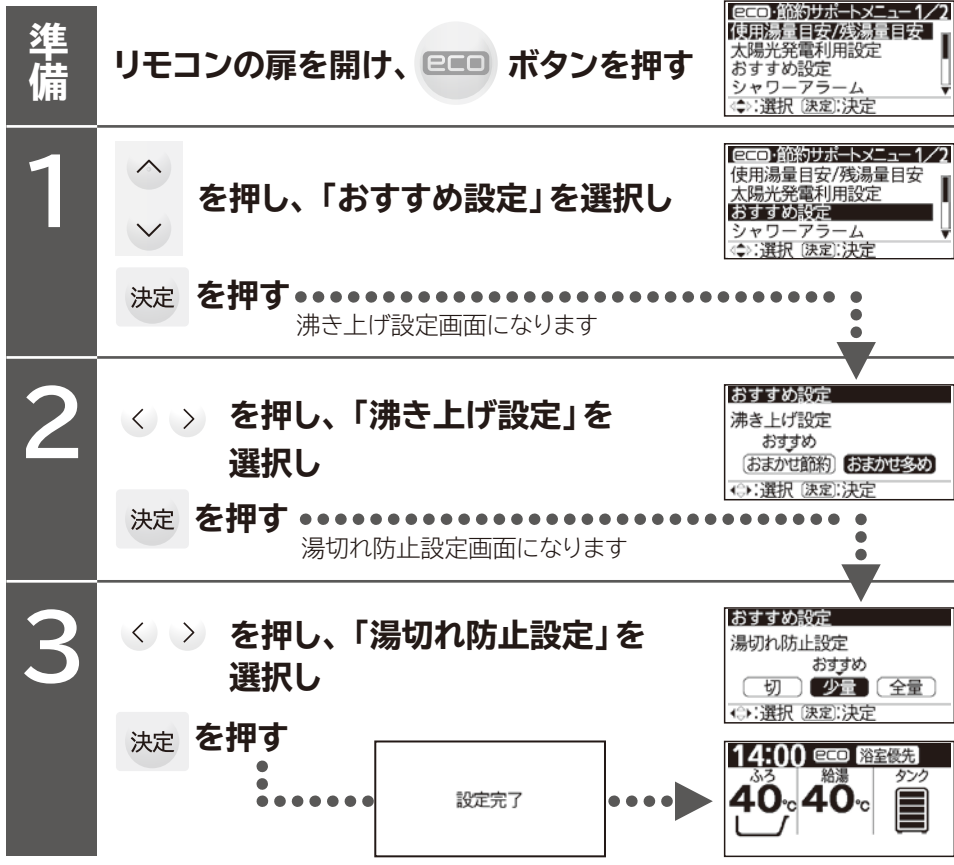 準備
リモコンの扉を開け、 eco ボタンを押す
eco・節約サポートメニュー 1/2
使用湯量目安/残湯量目安
太陽光発電利用設定
おすすめ設定
シャワーアラーム
:選択 [決定]:決定
1
を押し、「おすすめ設定」を選択し
決定 を押す
沸き上げ設定画面になります
eco・節約サポートメニュー 1/2
使用湯量目安/残湯量目安
太陽光発電利用設定
おすすめ設定
シャワーアラーム
:選択 [決定]:決定
2
< > を押し、「沸き上げ設定」を
選択し
決定 を押す
湯切れ防止設定画面になります
おすすめ設定
沸き上げ設定
おすすめ
おまかせ節約 おまかせ多め
:選択 [決定]:決定
3
< > を押し、「湯切れ防止設定」を
選択し
決定 を押す
おすすめ設定
湯切れ防止設定
おすすめ
切 少量 全量
:選択 [決定]:決定
設定完了
14:00 eco 浴室優先
ふろ 給湯 タンク
40℃ 40℃